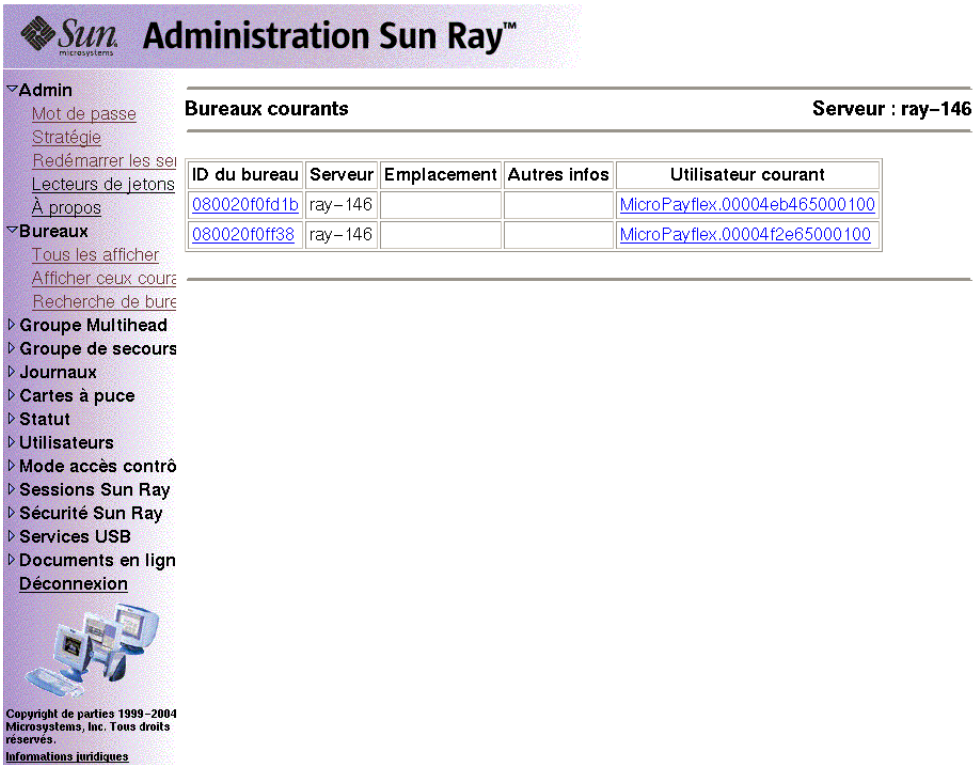 Sun microsystems Administration Sun Ray™
Admin
Mot de passe
Stratégie
Redémarrer les ser
Lecteurs de jetons
À propos
Bureaux
Tous les afficher
Afficher ceux coura
Recherche de bure
Groupe Multihead
Groupe de secours
Journaux
Cartes à puce
Statut
Utilisateurs
Mode accès contrô
Sessions Sun Ray
Sécurité Sun Ray
Services USB
Documents en lign
Déconnexion
Copyright de parties 1999-2004
Microsystems, Inc. Tous droits
réservés.
Informations juridiques
Bureaux courants Serveur : ray-146
ID du bureau Serveur Emplacement Autres infos Utilisateur courant
080020f0fd1b ray-146 MicroPayflex.00004eb465000100
080020f0ff38 ray-146 MicroPayflex.00004f2e65000100